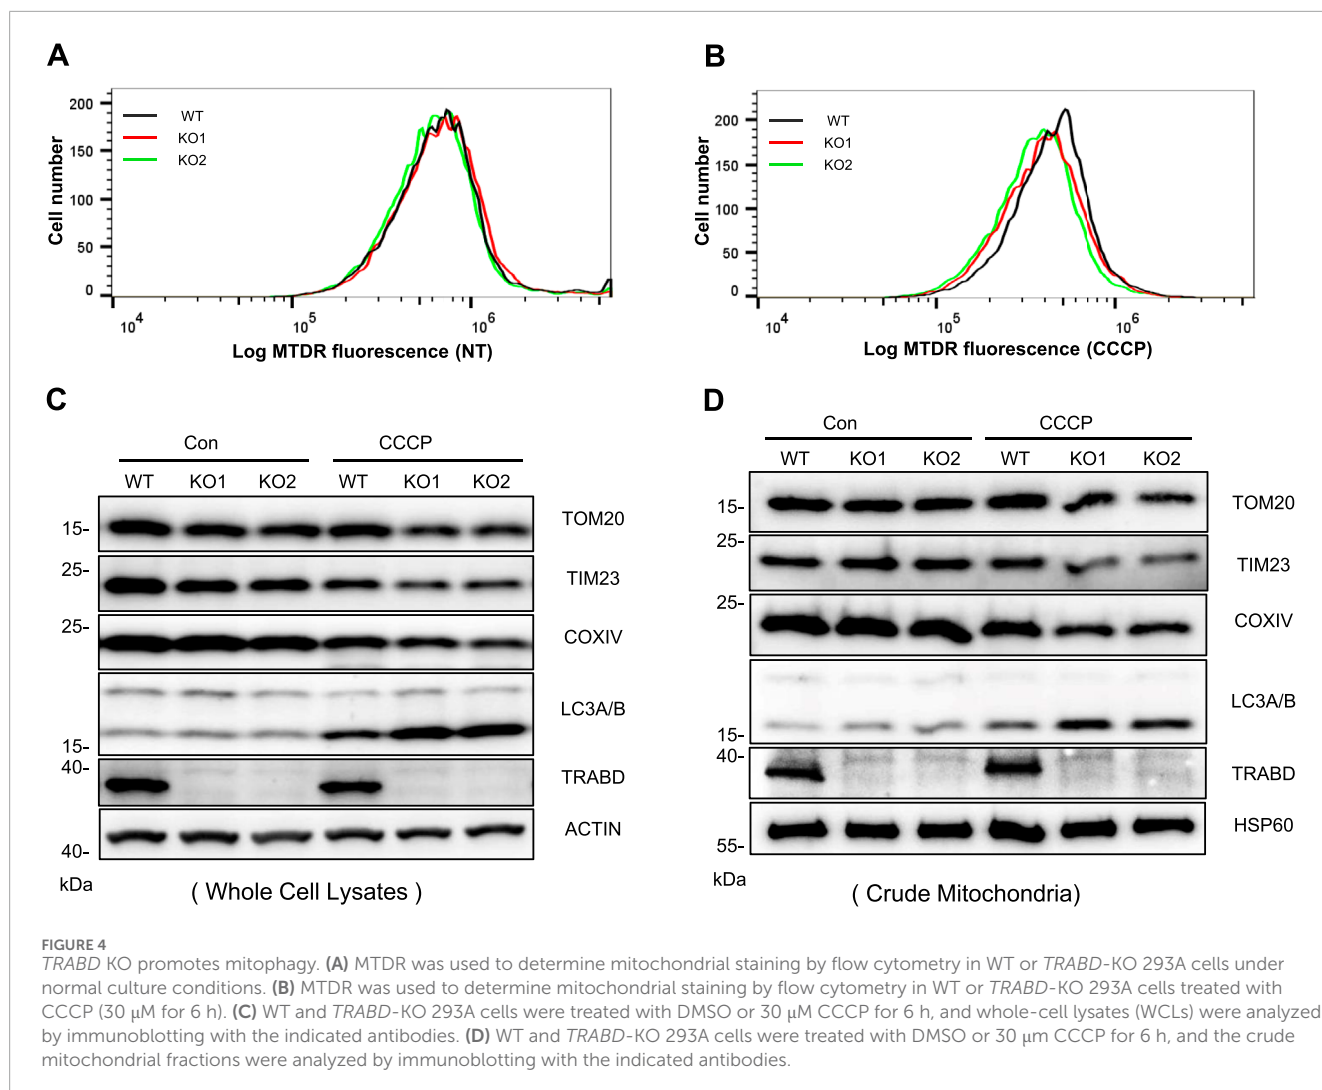 A
200
150
100
50
0
WT
KO1
KO2
Cell number
10^4
10^5
10^6
Log MTDR fluorescence (NT)
B
200
150
100
50
0
WT
KO1
KO2
Cell number
10^4
10^5
10^6
Log MTDR fluorescence (CCCP)
C
Con CCCP
WT KO1 KO2 WT KO1 KO2
15- TOM20
25- TIM23
25- COXIV
LC3A/B
15-
40- TRABD
ACTIN
40-
kDa
( Whole Cell Lysates )
D
Con CCCP
WT KO1 KO2 WT KO1 KO2
15- TOM20
25- TIM23
25- COXIV
LC3A/B
15-
40- TRABD
HSP60
55-
kDa
( Crude Mitochondria)
FIGURE 4
TRABD KO promotes mitophagy. (A) MTDR was used to determine mitochondrial staining by flow cytometry in WT or TRABD-KO 293A cells under
normal culture conditions. (B) MTDR was used to determine mitochondrial staining by flow cytometry in WT or TRABD-KO 293A cells treated with
CCCP (30 μM for 6 h). (C) WT and TRABD-KO 293A cells were treated with DMSO or 30 μM CCCP for 6 h, and whole-cell lysates (WCLs) were analyzed
by immunoblotting with the indicated antibodies. (D) WT and TRABD-KO 293A cells were treated with DMSO or 30 μm CCCP for 6 h, and the crude
mitochondrial fractions were analyzed by immunoblotting with the indicated antibodies.